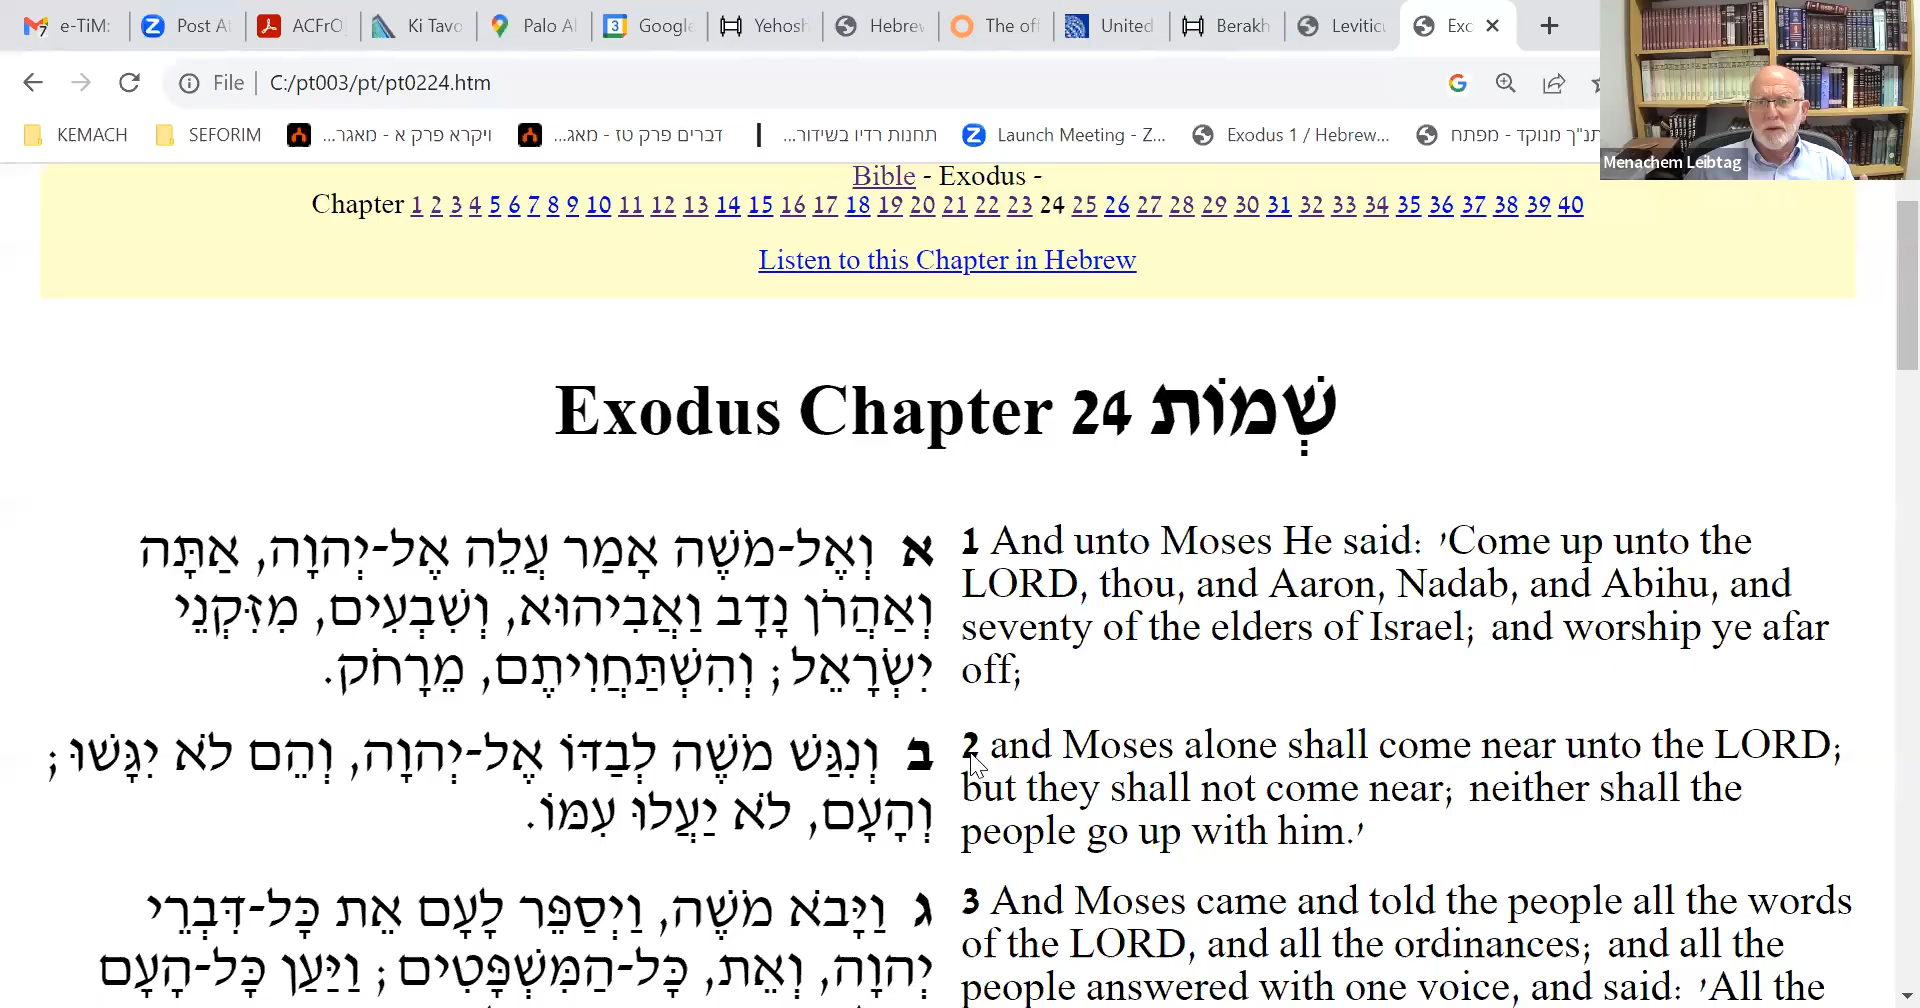 e-TiM:
Post At
ACFrO
Ki Tavo
Palo Al
Google
Yehosh
Hebrew
The off
United
Berakh
Leviticu
Exc
File
C:/pt003/pt/pt0224.htm
KEMACH
SEFORIM
ויקרא פרק א - מאגר...
דברים פרק טז - מאג...
תחנות רדיו בשידור...
Launch Meeting - Z...
Exodus 1 / Hebrew...
תנ"ך מנוקד - מפתח
Menachem Leibtag
Bible - Exodus -
Chapter 1 2 3 4 5 6 7 8 9 10 11 12 13 14 15 16 17 18 19 20 21 22 23 24 25 26 27 28 29 30 31 32 33 34 35 36 37 38 39 40
Listen to this Chapter in Hebrew
Exodus Chapter 24 שְׁמוֹת
א וְאֶל-מֹשֶׁה אָמַר עֲלֵה אֶל-יְהוָה, אַתָּה
וְאַהֲרֹן נָדָב וַאֲבִיהוּא, וְשִׁבְעִים, מִזִּקְנֵי
יִשְׂרָאֵל; וְהִשְׁתַּחֲוִיתֶם, מֵרָחֹק.
1 And unto Moses He said: 'Come up unto the
LORD, thou, and Aaron, Nadab, and Abihu, and
seventy of the elders of Israel; and worship ye afar
off;
ב וְנִגַּשׁ מֹשֶׁה לְבַדּוֹ אֶל-יְהוָה, וְהֵם לֹא יִגָּשׁוּ;
וְהָעָם, לֹא יַעֲלוּ עִמּוֹ.
2 and Moses alone shall come near unto the LORD;
but they shall not come near; neither shall the
people go up with him.'
ג וַיָּבֹא מֹשֶׁה, וַיְסַפֵּר לָעָם אֵת כָּל-דִּבְרֵי
יְהוָה, וְאֵת, כָּל-הַמִּשְׁפָּטִים; וַיַּעַן כָּל-הָעָם
3 And Moses came and told the people all the words
of the LORD, and all the ordinances; and all the
people answered with one voice, and said: 'All the